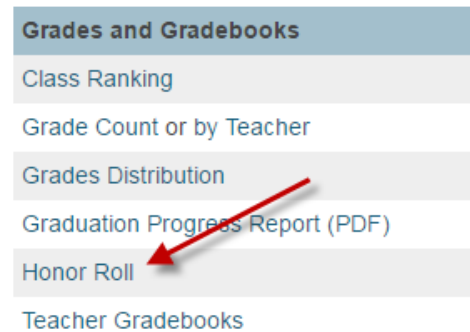 Grades and Gradebooks
Class Ranking
Grade Count or by Teacher
Grades Distribution
Graduation Progress Report (PDF)
Honor Roll
Teacher Gradebooks